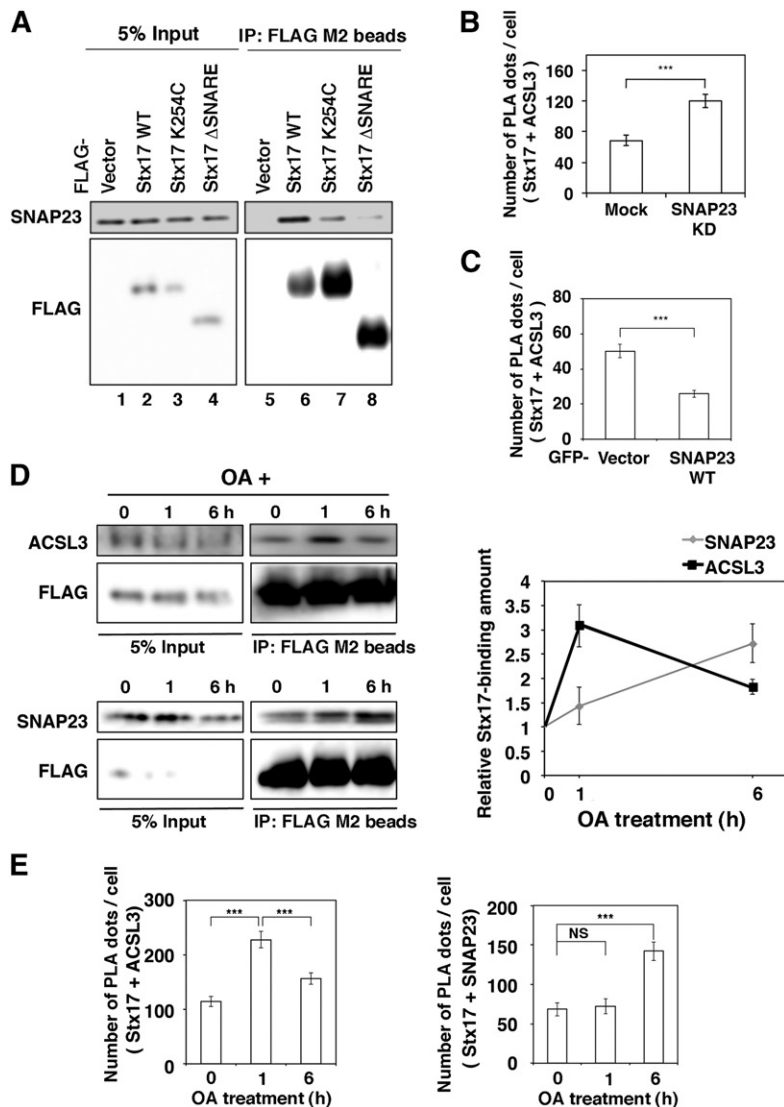 A
5% Input
IP: FLAG M2 beads
FLAG-
Vector
Stx17 WT
Stx17 K254C
Stx17 ΔSNARE
Vector
Stx17 WT
Stx17 K254C
Stx17 ΔSNARE
SNAP23
FLAG
1 2 3 4 5 6 7 8
B
Number of PLA dots / cell
( Stx17 + ACSL3)
160
120
80
40
0
***
Mock
SNAP23
KD
C
Number of PLA dots / cell
( Stx17 + ACSL3)
80
60
40
20
0
***
GFP- Vector
SNAP23
WT
D
OA +
0 1 6 h
0 1 6 h
ACSL3
FLAG
5% Input
IP: FLAG M2 beads
0 1 6 h
0 1 6 h
SNAP23
FLAG
5% Input
IP: FLAG M2 beads
SNAP23
ACSL3
Relative Stx17-binding amount
4
3.5
3
2.5
2
1.5
1
0.5
0
0 1 6
OA treatment (h)
E
Number of PLA dots / cell
( Stx17 + ACSL3)
300
200
100
0
*** ***
0 1 6
OA treatment (h)
Number of PLA dots / cell
( Stx17 + SNAP23)
200
150
100
50
0
***
NS
0 1 6
OA treatment (h)